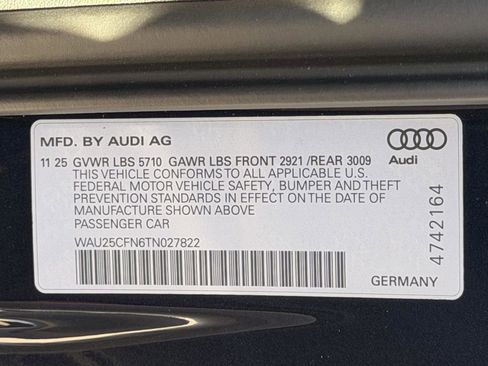 MFD. BY AUDI AG
Audi
11 25 GVWR LBS 5710 GAWR LBS FRONT 2921 /REAR 3009
THIS VEHICLE CONFORMS TO ALL APPLICABLE U.S.
FEDERAL MOTOR VEHICLE SAFETY, BUMPER AND THEFT
PREVENTION STANDARDS IN EFFECT ON THE DATE OF
MANUFACTURE SHOWN ABOVE
PASSENGER CAR
WAU25CFN6TN027822
4742164
GERMANY